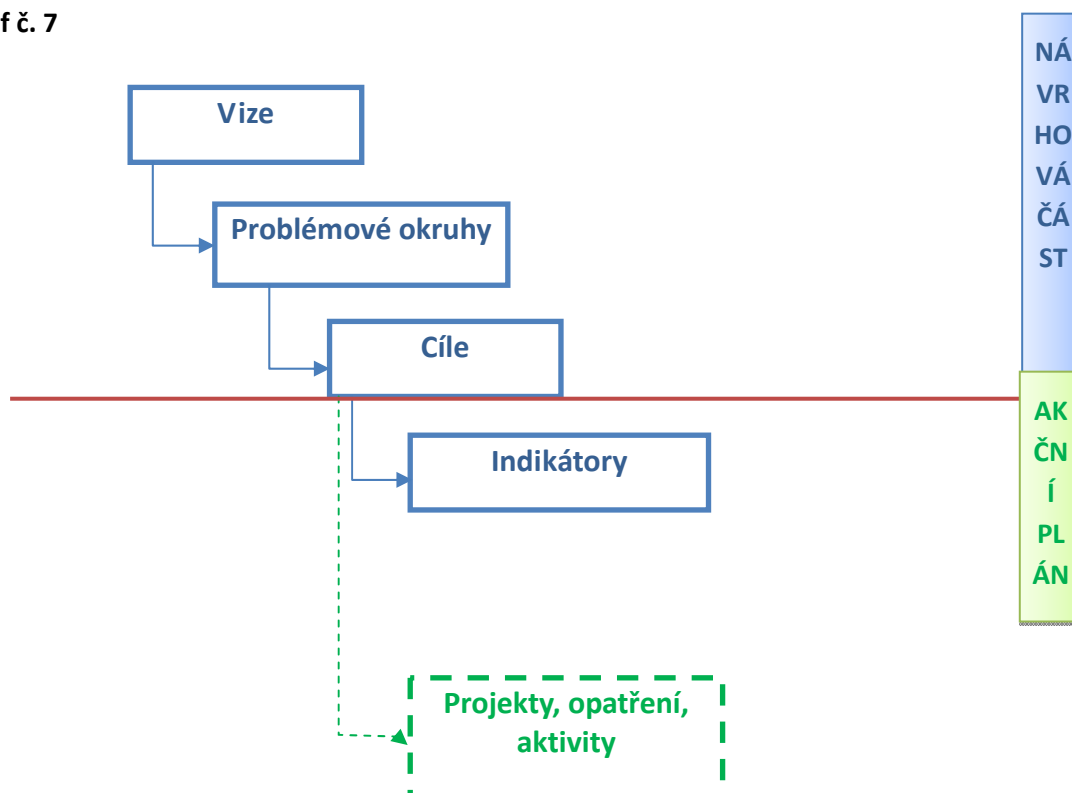 f č. 7
Vize
Problémové okruhy
Cíle
Indikátory
Projekty, opatření,
aktivity
NÁ
VR
HO
VÁ
ČÁ
ST
AK
ČN
Í
PL
ÁN